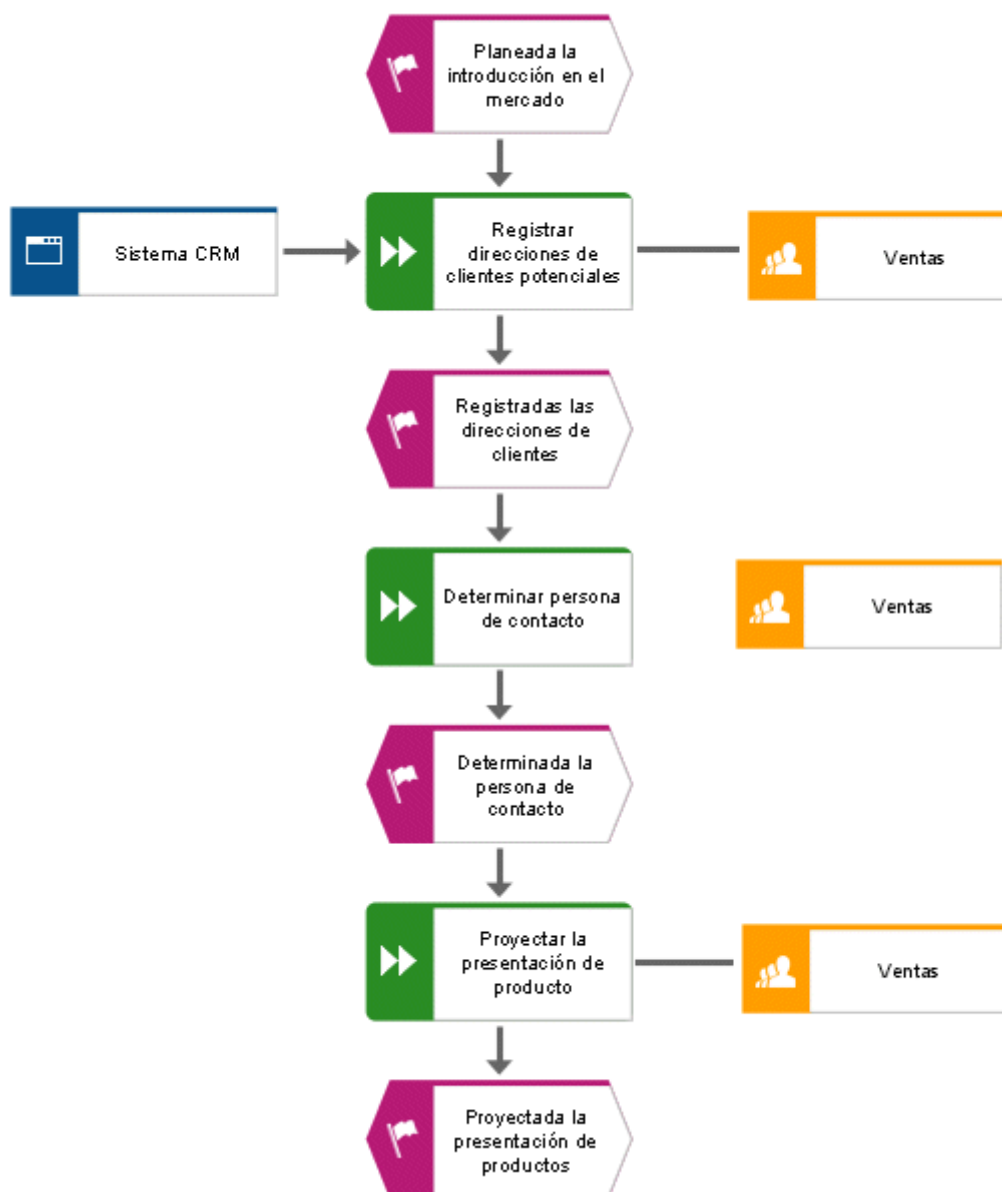 Planeada la
introducción en el
mercado
Sistema CRM
Registrar
direcciones de
clientes potenciales
Ventas
Registradas las
direcciones de
clientes
Determinar persona
de contacto
Ventas
Determinada la
persona de
contacto
Proyectar la
presentación de
producto
Ventas
Proyectada la
presentación de
productos